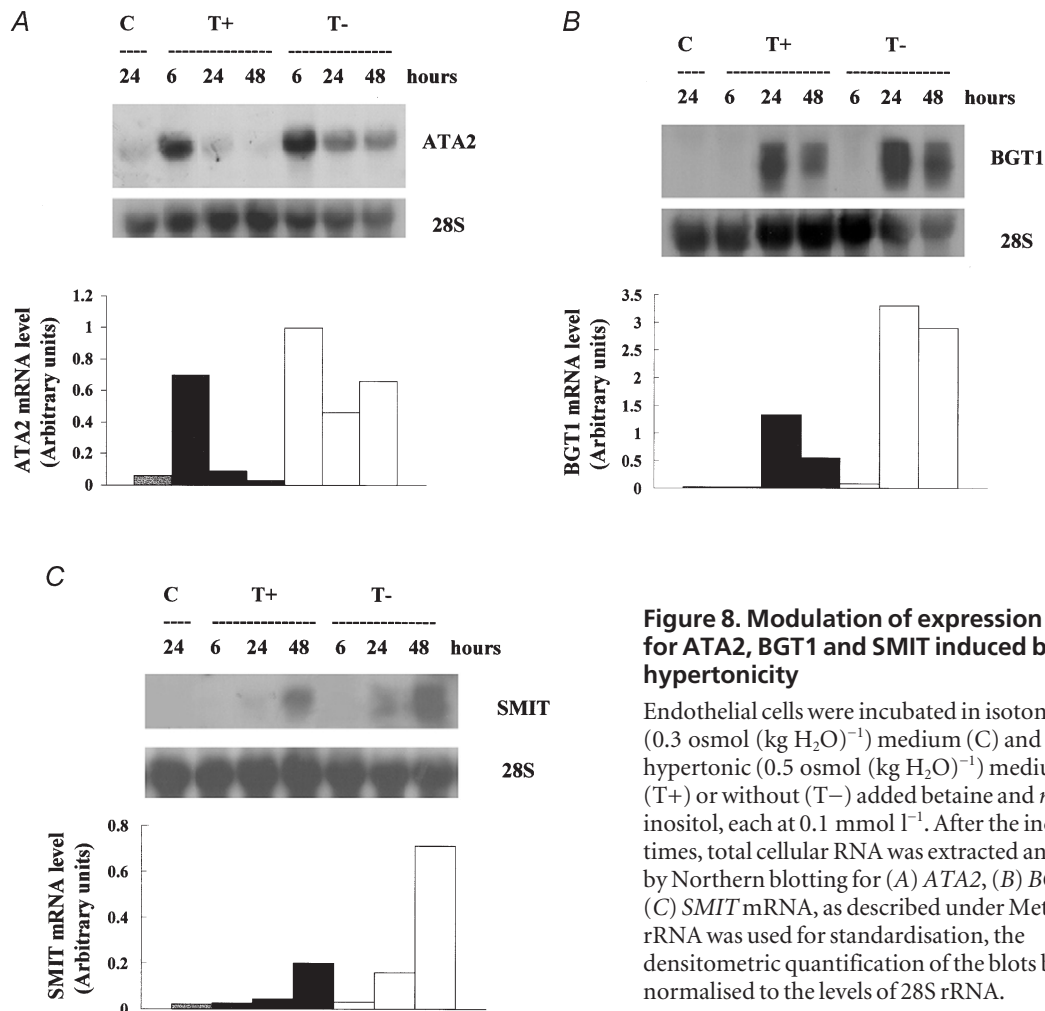 A
C T+ T-
24 6 24 48 6 24 48 hours
ATA2
28S
ATA2 mRNA level
(Arbitrary units)
1.2
1
0.8
0.6
0.4
0.2
0
B
C T+ T-
24 6 24 48 6 24 48 hours
BGT1
28S
BGT1 mRNA level
(Arbitrary units)
3.5
3
2.5
2
1.5
1
0.5
0
C
C T+ T-
24 6 24 48 6 24 48 hours
SMIT
28S
SMIT mRNA level
(Arbitrary units)
0.8
0.6
0.4
0.2
0
Figure 8. Modulation of expression
for ATA2, BGT1 and SMIT induced b
hypertonicity
Endothelial cells were incubated in isoton
(0.3 osmol (kg H₂O)⁻¹) medium (C) and
hypertonic (0.5 osmol (kg H₂O)⁻¹) mediu
(T+) or without (T−) added betaine and
inositol, each at 0.1 mmol l⁻¹. After the in
times, total cellular RNA was extracted an
by Northern blotting for (A) ATA2, (B) B
(C) SMIT mRNA, as described under Met
rRNA was used for standardisation, the
densitometric quantification of the blots b
normalised to the levels of 28S rRNA.